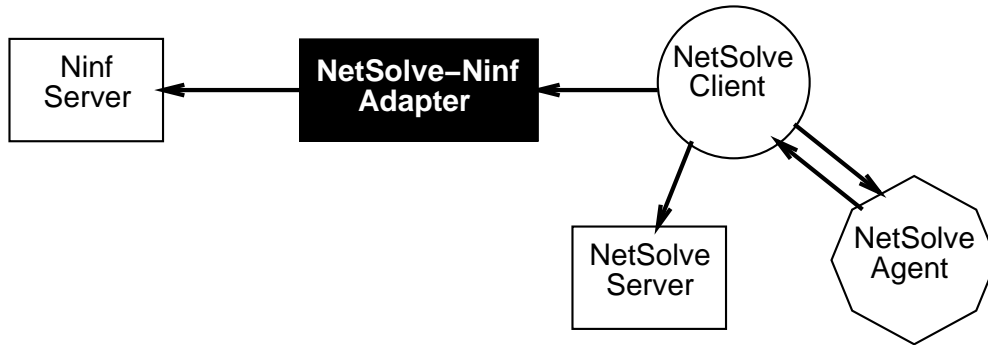 Ninf
Server
NetSolve−Ninf
Adapter
NetSolve
Client
NetSolve
Server
NetSolve
Agent